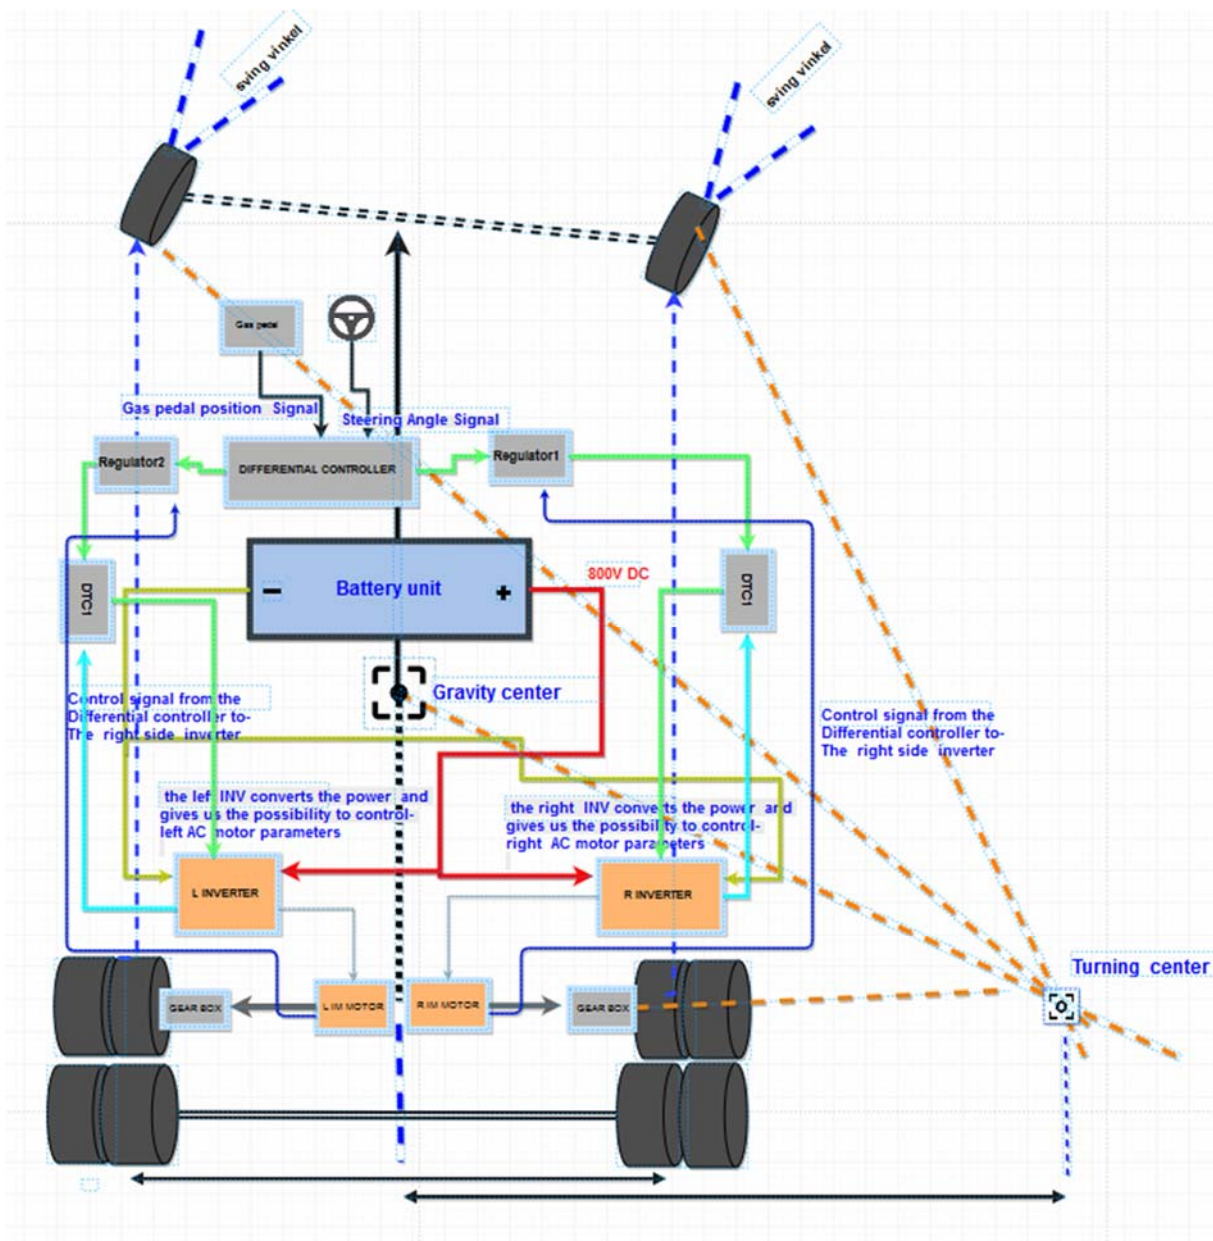 sving vinkel
sving vinkel
Gas pedal
Gas pedal position Signal
Steering Angle Signal
Regulator2
DIFFERENTIAL CONTROLLER
Regulator1
DTC1
Battery unit
−
+
800V DC
DTC1
Gravity center
Control signal from the
Differential controller to-
The right side inverter
Control signal from the
Differential controller to-
The right side inverter
the left INV converts the power and
gives us the possibility to control-
left AC motor parameters
the right INV converts the power and
gives us the possibility to control-
right AC motor parameters
L INVERTER
R INVERTER
Turning center
GEAR BOX
L IM MOTOR
R IM MOTOR
GEAR BOX